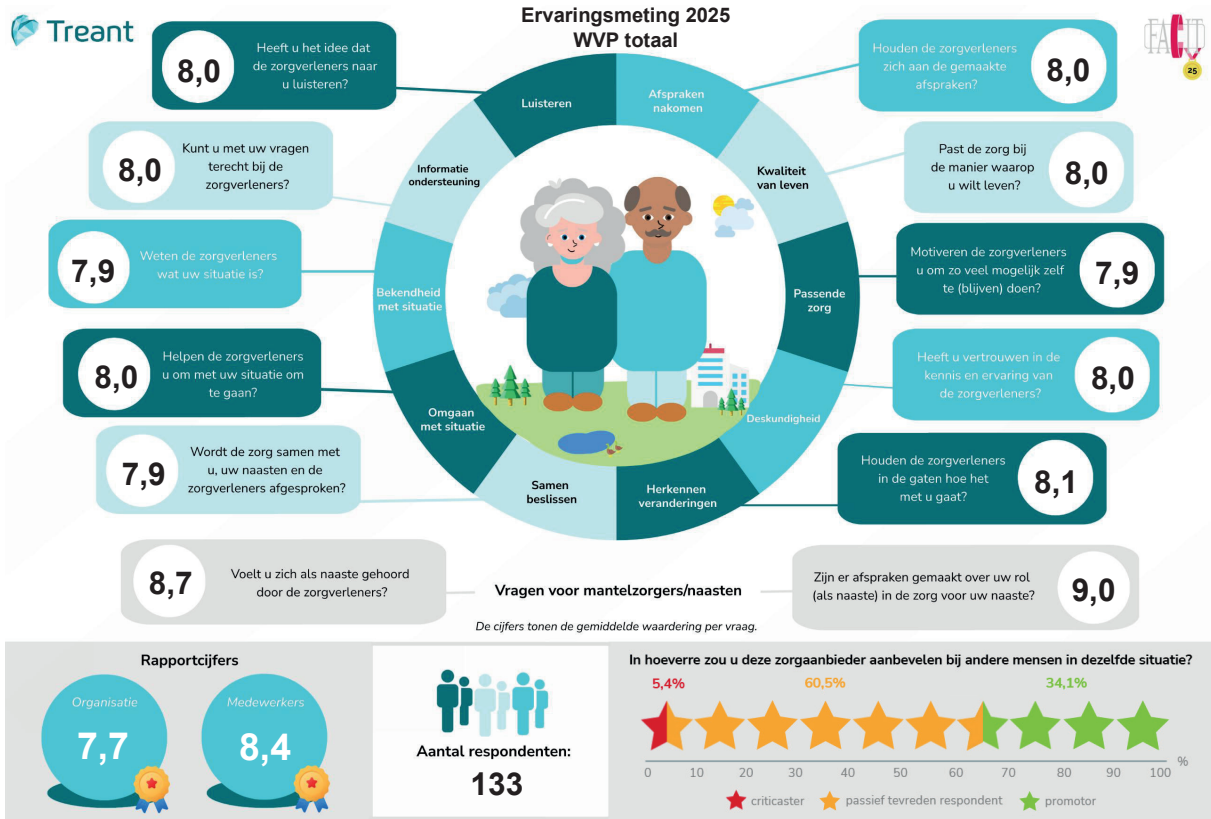 Treant
Ervaringsmeting 2025
WVP totaal
FACIT
25
8,0
Heeft u het idee dat
de zorgverleners naar
u luisteren?
Houden de zorgverleners
zich aan de gemaakte
afspraken?
8,0
8,0
Kunt u met uw vragen
terecht bij de
zorgverleners?
Past de zorg bij
de manier waarop
u wilt leven?
8,0
7,9
Weten de zorgverleners
wat uw situatie is?
Motiveren de zorgverleners
u om zo veel mogelijk zelf
te (blijven) doen?
7,9
8,0
Helpen de zorgverleners
u om met uw situatie om
te gaan?
Heeft u vertrouwen in de
kennis en ervaring van
de zorgverleners?
8,0
7,9
Wordt de zorg samen met
u, uw naasten en de
zorgverleners afgesproken?
Houden de zorgverleners
in de gaten hoe het
met u gaat?
8,1
Luisteren
Afspraken
nakomen
Informatie
ondersteuning
Kwaliteit
van leven
Bekendheid
met situatie
Passende
zorg
Omgaan
met situatie
Deskundigheid
Samen
beslissen
Herkennen
veranderingen
8,7
Voelt u zich als naaste gehoord
door de zorgverleners?
Vragen voor mantelzorgers/naasten
Zijn er afspraken gemaakt over uw rol
(als naaste) in de zorg voor uw naaste?
9,0
De cijfers tonen de gemiddelde waardering per vraag.
Rapportcijfers
Organisatie
7,7
Medewerkers
8,4
Aantal respondenten:
133
In hoeverre zou u deze zorgaanbieder aanbevelen bij andere mensen in dezelfde situatie?
5,4% 60,5% 34,1%
0 10 20 30 40 50 60 70 80 90 100 %
criticaster passief tevreden respondent promotor